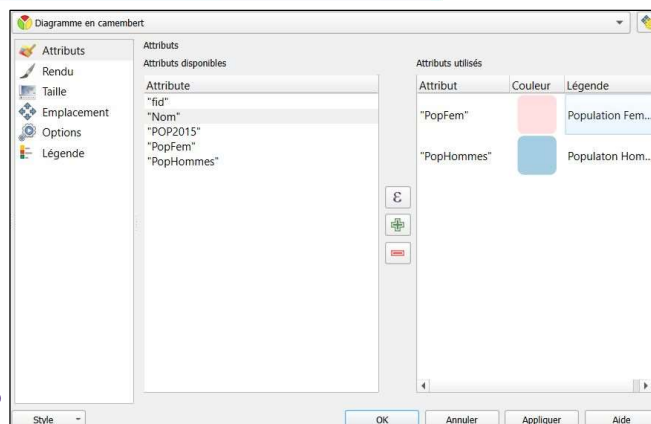 Diagramme en camembert
Attributs
Rendu
Taille
Emplacement
Options
Légende
Attributs
Attributs disponibles
Attribute
"fid"
"Nom"
"POP2015"
"PopFem"
"PopHommes"
ε
Attributs utilisés
Attribut Couleur Légende
"PopFem" Population Fem...
"PopHommes" Populaton Hom...
Style
OK Annuler Appliquer Aide